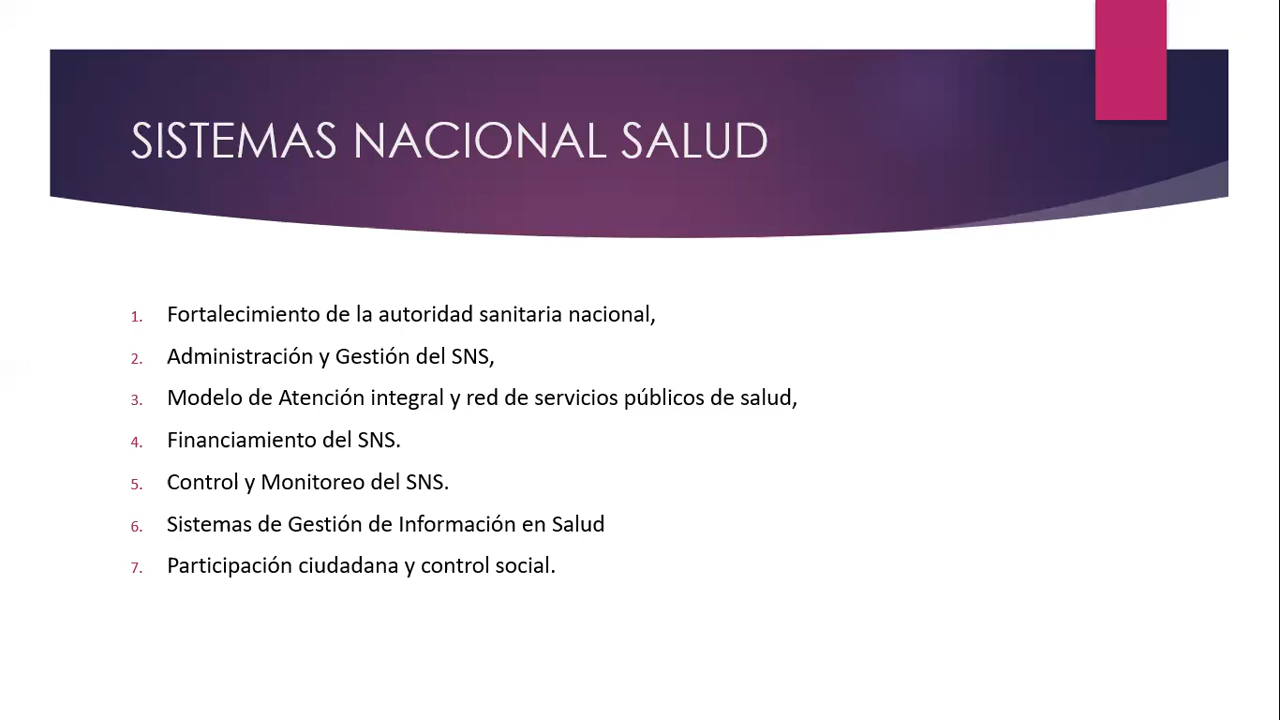 SISTEMAS NACIONAL SALUD
1. Fortalecimiento de la autoridad sanitaria nacional,
2. Administración y Gestión del SNS,
3. Modelo de Atención integral y red de servicios públicos de salud,
4. Financiamiento del SNS.
5. Control y Monitoreo del SNS.
6. Sistemas de Gestión de Información en Salud
7. Participación ciudadana y control social.